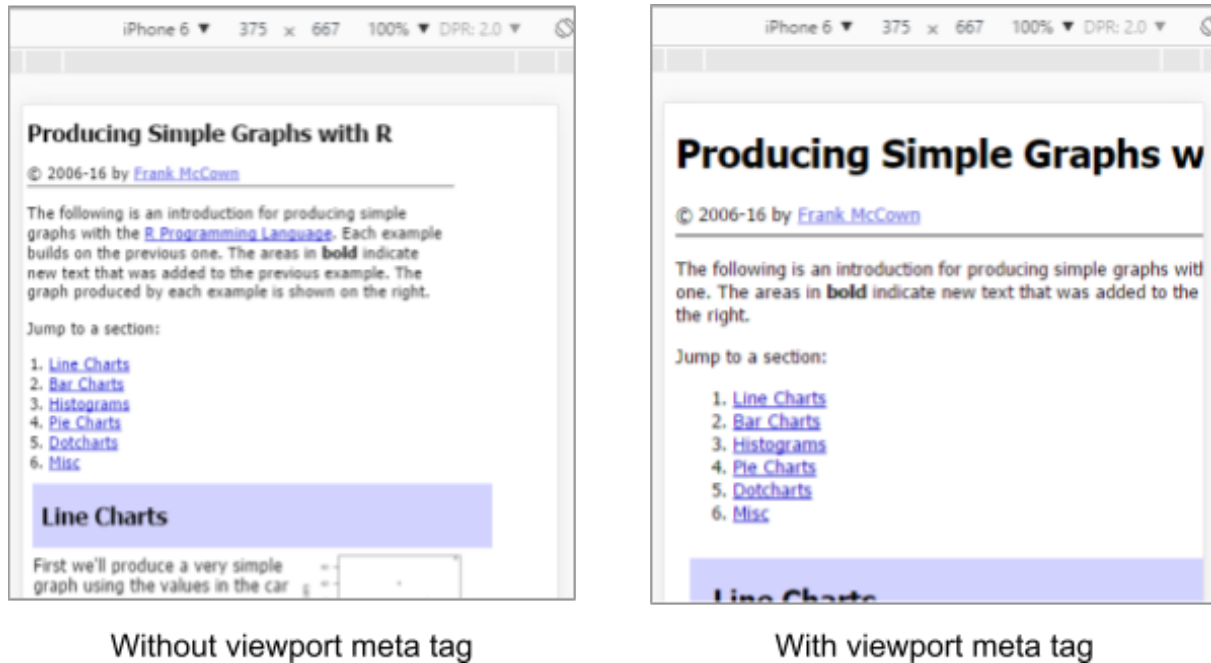 iPhone 6 ▼ 375 × 667 100% ▼ DPR: 2.0 ▼
Producing Simple Graphs with R
© 2006-16 by Frank McCown
The following is an introduction for producing simple
graphs with the R Programming Language. Each example
builds on the previous one. The areas in bold indicate
new text that was added to the previous example. The
graph produced by each example is shown on the right.
Jump to a section:
1. Line Charts
2. Bar Charts
3. Histograms
4. Pie Charts
5. Dotcharts
6. Misc
Line Charts
First we'll produce a very simple
graph using the values in the car
Without viewport meta tag
iPhone 6 ▼ 375 × 667 100% ▼ DPR: 2.0 ▼
Producing Simple Graphs w
© 2006-16 by Frank McCown
The following is an introduction for producing simple graphs with
one. The areas in bold indicate new text that was added to the
the right.
Jump to a section:
1. Line Charts
2. Bar Charts
3. Histograms
4. Pie Charts
5. Dotcharts
6. Misc
Line Charts
With viewport meta tag